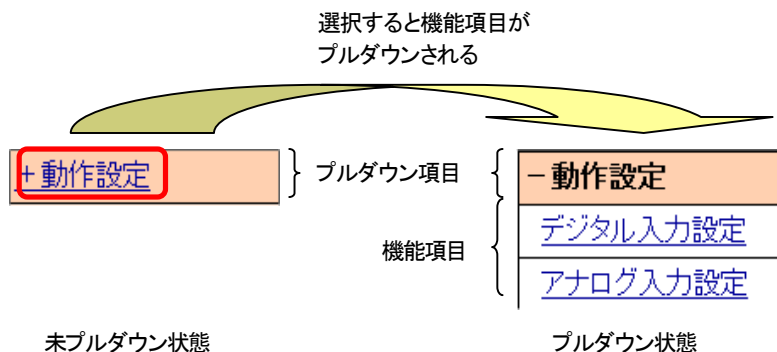 選択すると機能項目が
プルダウンされる
+動作設定
プルダウン項目
－動作設定
デジタル入力設定
機能項目
アナログ入力設定
未プルダウン状態
プルダウン状態